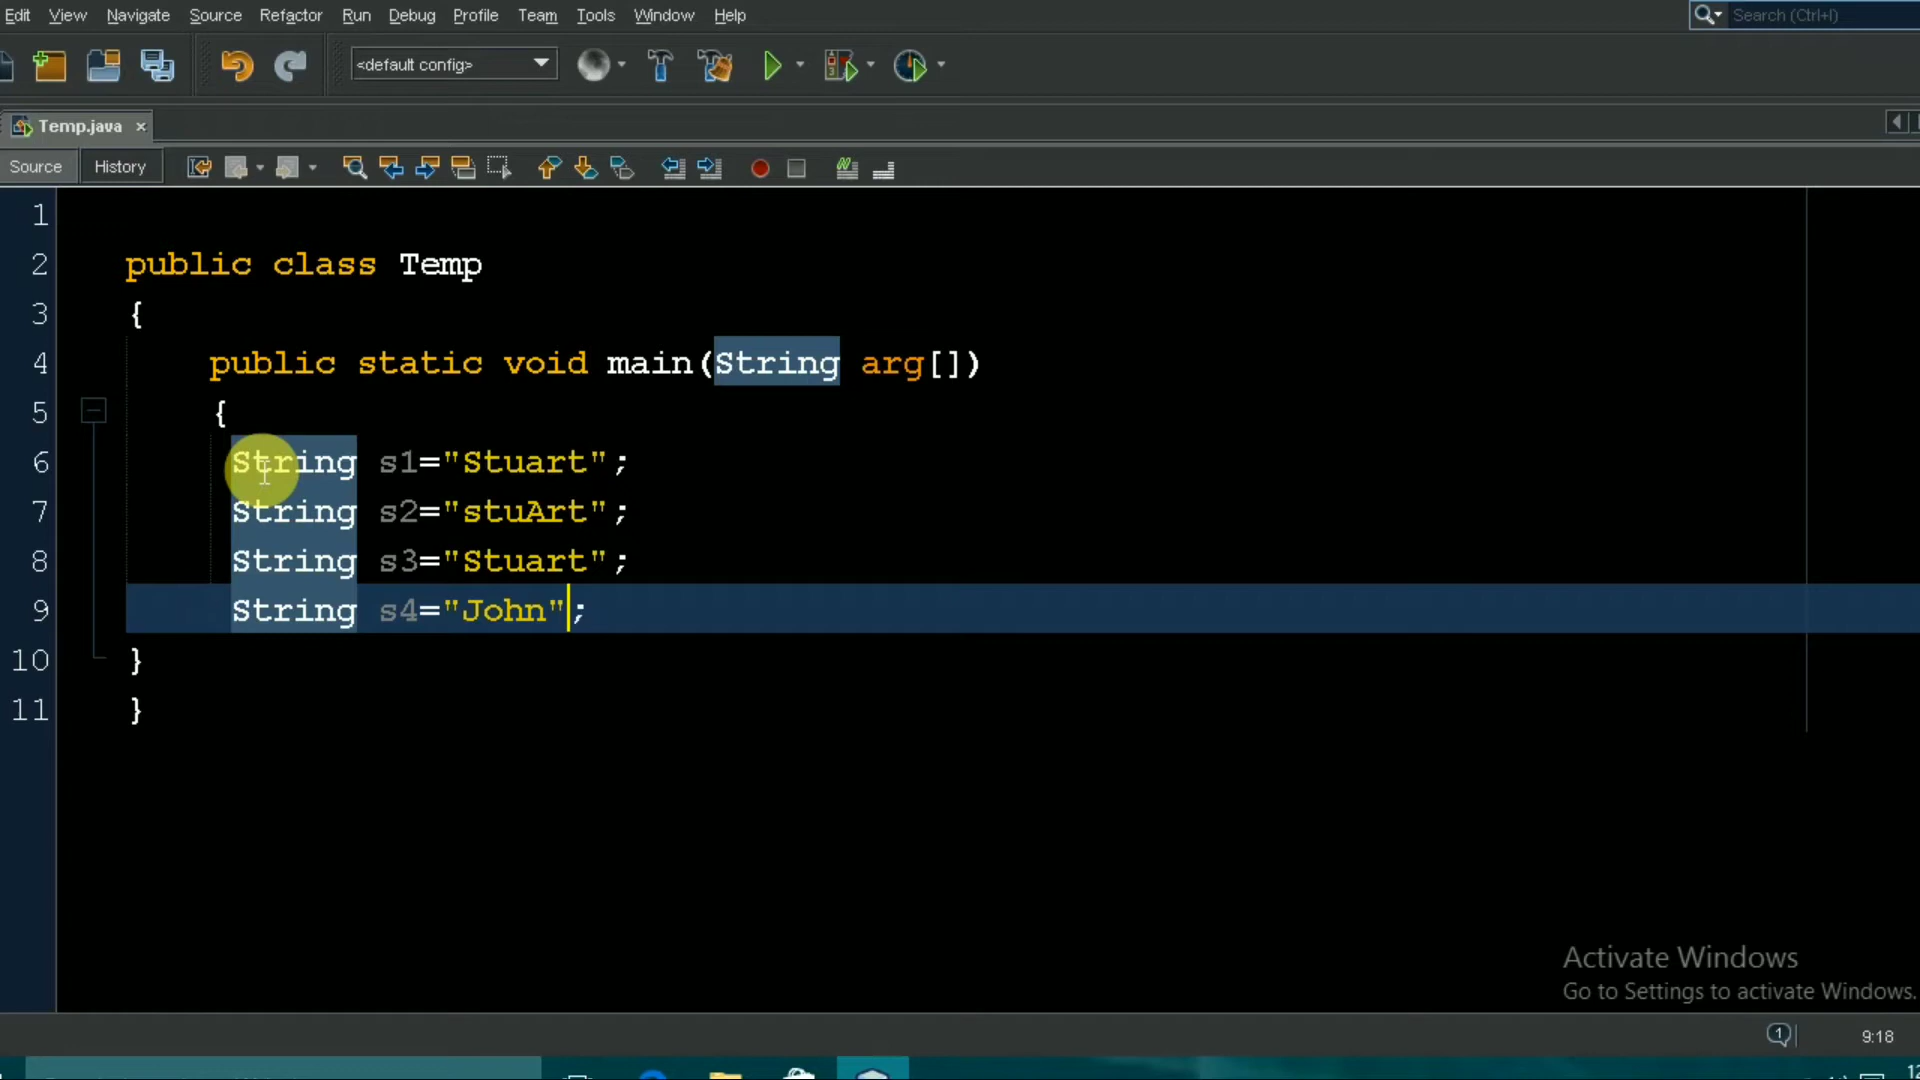 Edit View Navigate Source Refactor Run Debug Profile Team Tools Window Help Search (Ctrl+I)
<default config>
Temp.java ×
Source History
1
2 public class Temp
3 {
4 public static void main(String arg[])
5 {
6 String s1="Stuart";
7 String s2="stuArt";
8 String s3="Stuart";
9 String s4="John";
10 }
11 }
Activate Windows
Go to Settings to activate Windows.
1 9:18